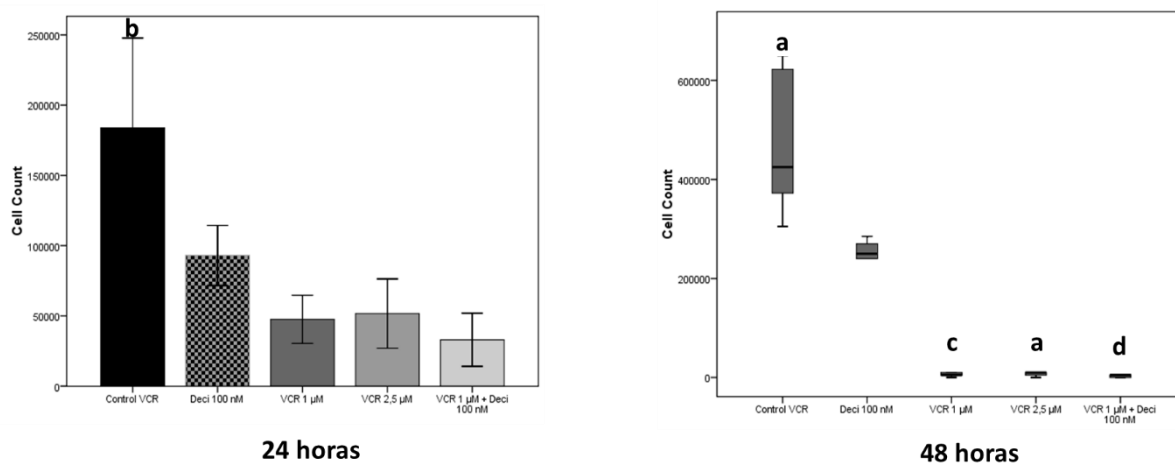 b
250000
200000
150000
100000
50000
0
Cell Count
Control VCR
Deci 100 nM
VCR 1 µM
VCR 2,5 µM
VCR 1 µM + Deci
100 nM
24 horas
a
600000
400000
200000
0
Cell Count
c
a
d
Control VCR
Deci 100 nM
VCR 1 µM
VCR 2,5 µM
VCR 1 µM + Deci
100 nM
48 horas